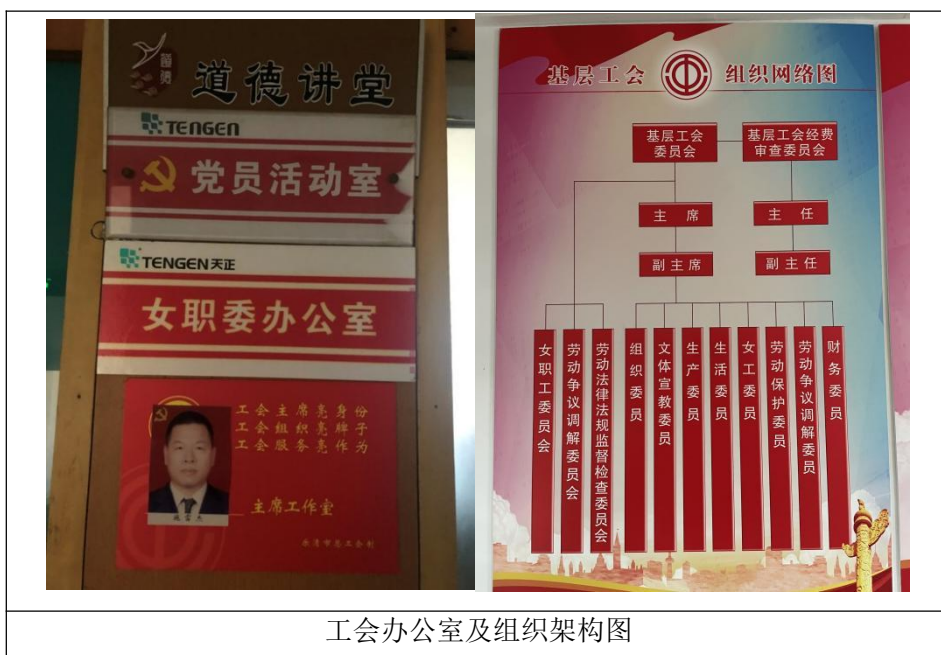 道德讲堂
TENGEN
党员活动室
TENGEN天正
女职委办公室
工会主席亮身份
工会组织亮牌子
工会服务亮作为
主席工作室
乐清市总工会制
基层工会 组织网络图
基层工会
委员会
基层工会经费
审查委员会
主席
主任
副主席
副主任
女职工委员会
劳动争议调解委员会
劳动法律法规监督检查委员会
组织委员
文体宣教委员
生产委员
生活委员
女工委员
劳动保护委员
劳动争议调解委员
财务委员
工会办公室及组织架构图